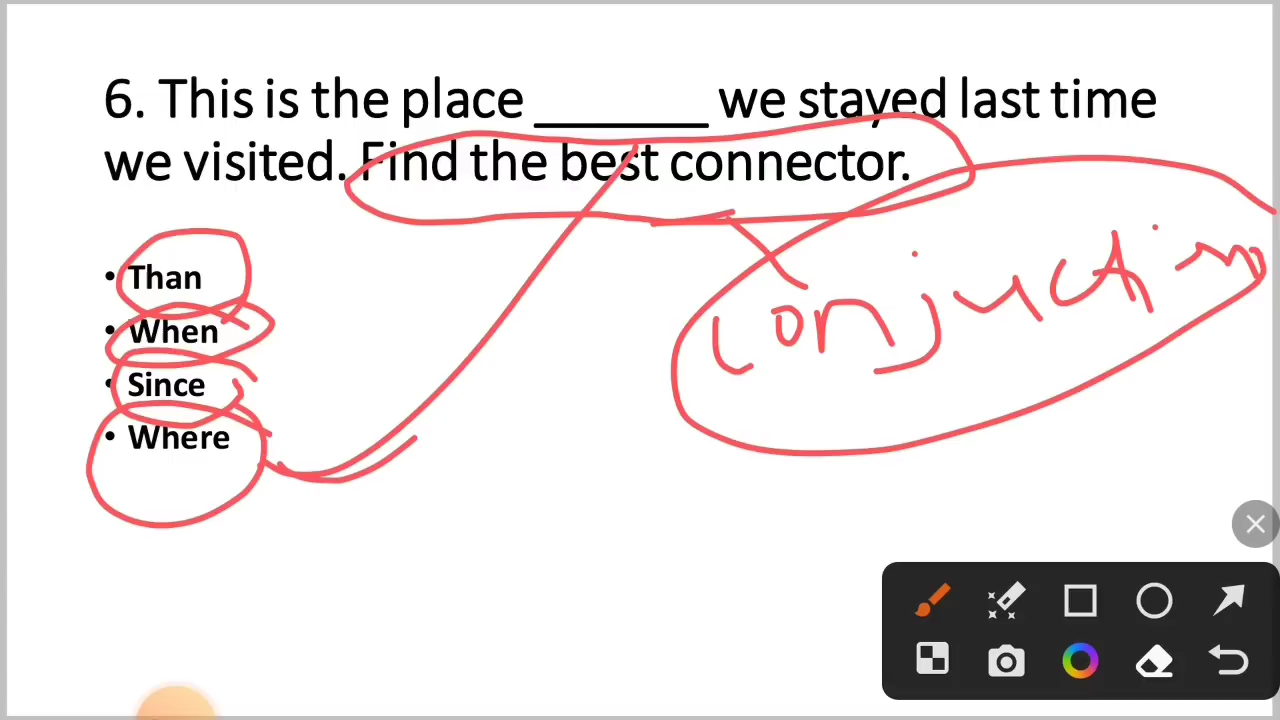 6. This is the place _______ we stayed last time
we visited. Find the best connector.
• Than
• When
• Since
• Where
conjuction